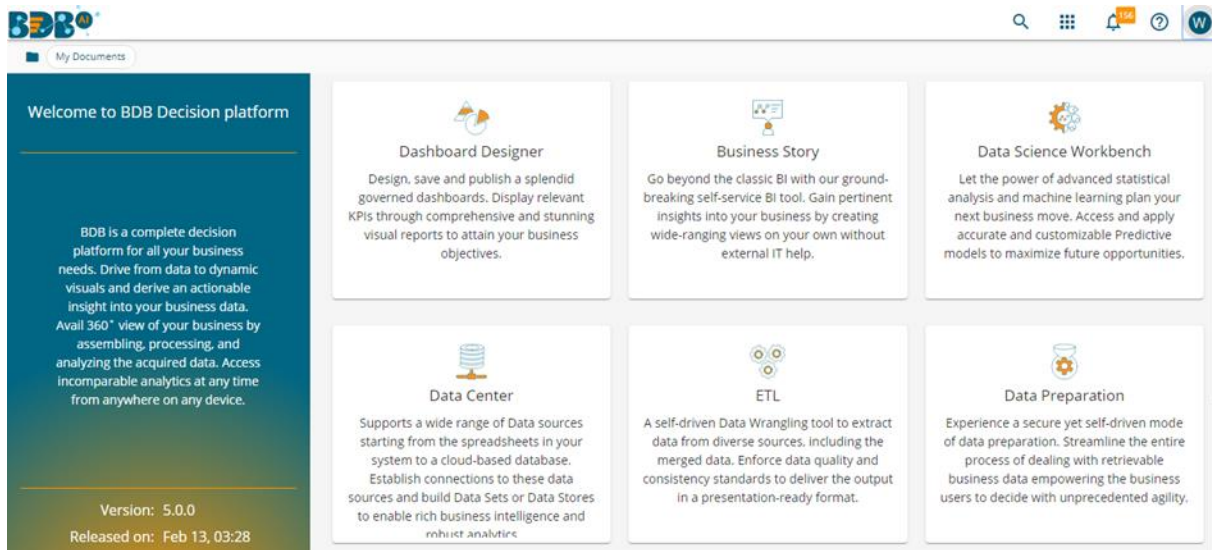 BDB AI
156
W
My Documents
Welcome to BDB Decision platform
BDB is a complete decision
platform for all your business
needs. Drive from data to dynamic
visuals and derive an actionable
insight into your business data.
Avail 360° view of your business by
assembling, processing, and
analyzing the acquired data. Access
incomparable analytics at any time
from anywhere on any device.
Version: 5.0.0
Released on: Feb 13, 03:28
Dashboard Designer
Design, save and publish a splendid
governed dashboards. Display relevant
KPIs through comprehensive and stunning
visual reports to attain your business
objectives.
Business Story
Go beyond the classic BI with our ground-
breaking self-service BI tool. Gain pertinent
insights into your business by creating
wide-ranging views on your own without
external IT help.
Data Science Workbench
Let the power of advanced statistical
analysis and machine learning plan your
next business move. Access and apply
accurate and customizable Predictive
models to maximize future opportunities.
Data Center
Supports a wide range of Data sources
starting from the spreadsheets in your
system to a cloud-based database.
Establish connections to these data
sources and build Data Sets or Data Stores
to enable rich business intelligence and
robust analytics
ETL
A self-driven Data Wrangling tool to extract
data from diverse sources, including the
merged data. Enforce data quality and
consistency standards to deliver the output
in a presentation-ready format.
Data Preparation
Experience a secure yet self-driven mode
of data preparation. Streamline the entire
process of dealing with retrievable
business data empowering the business
users to decide with unprecedented agility.